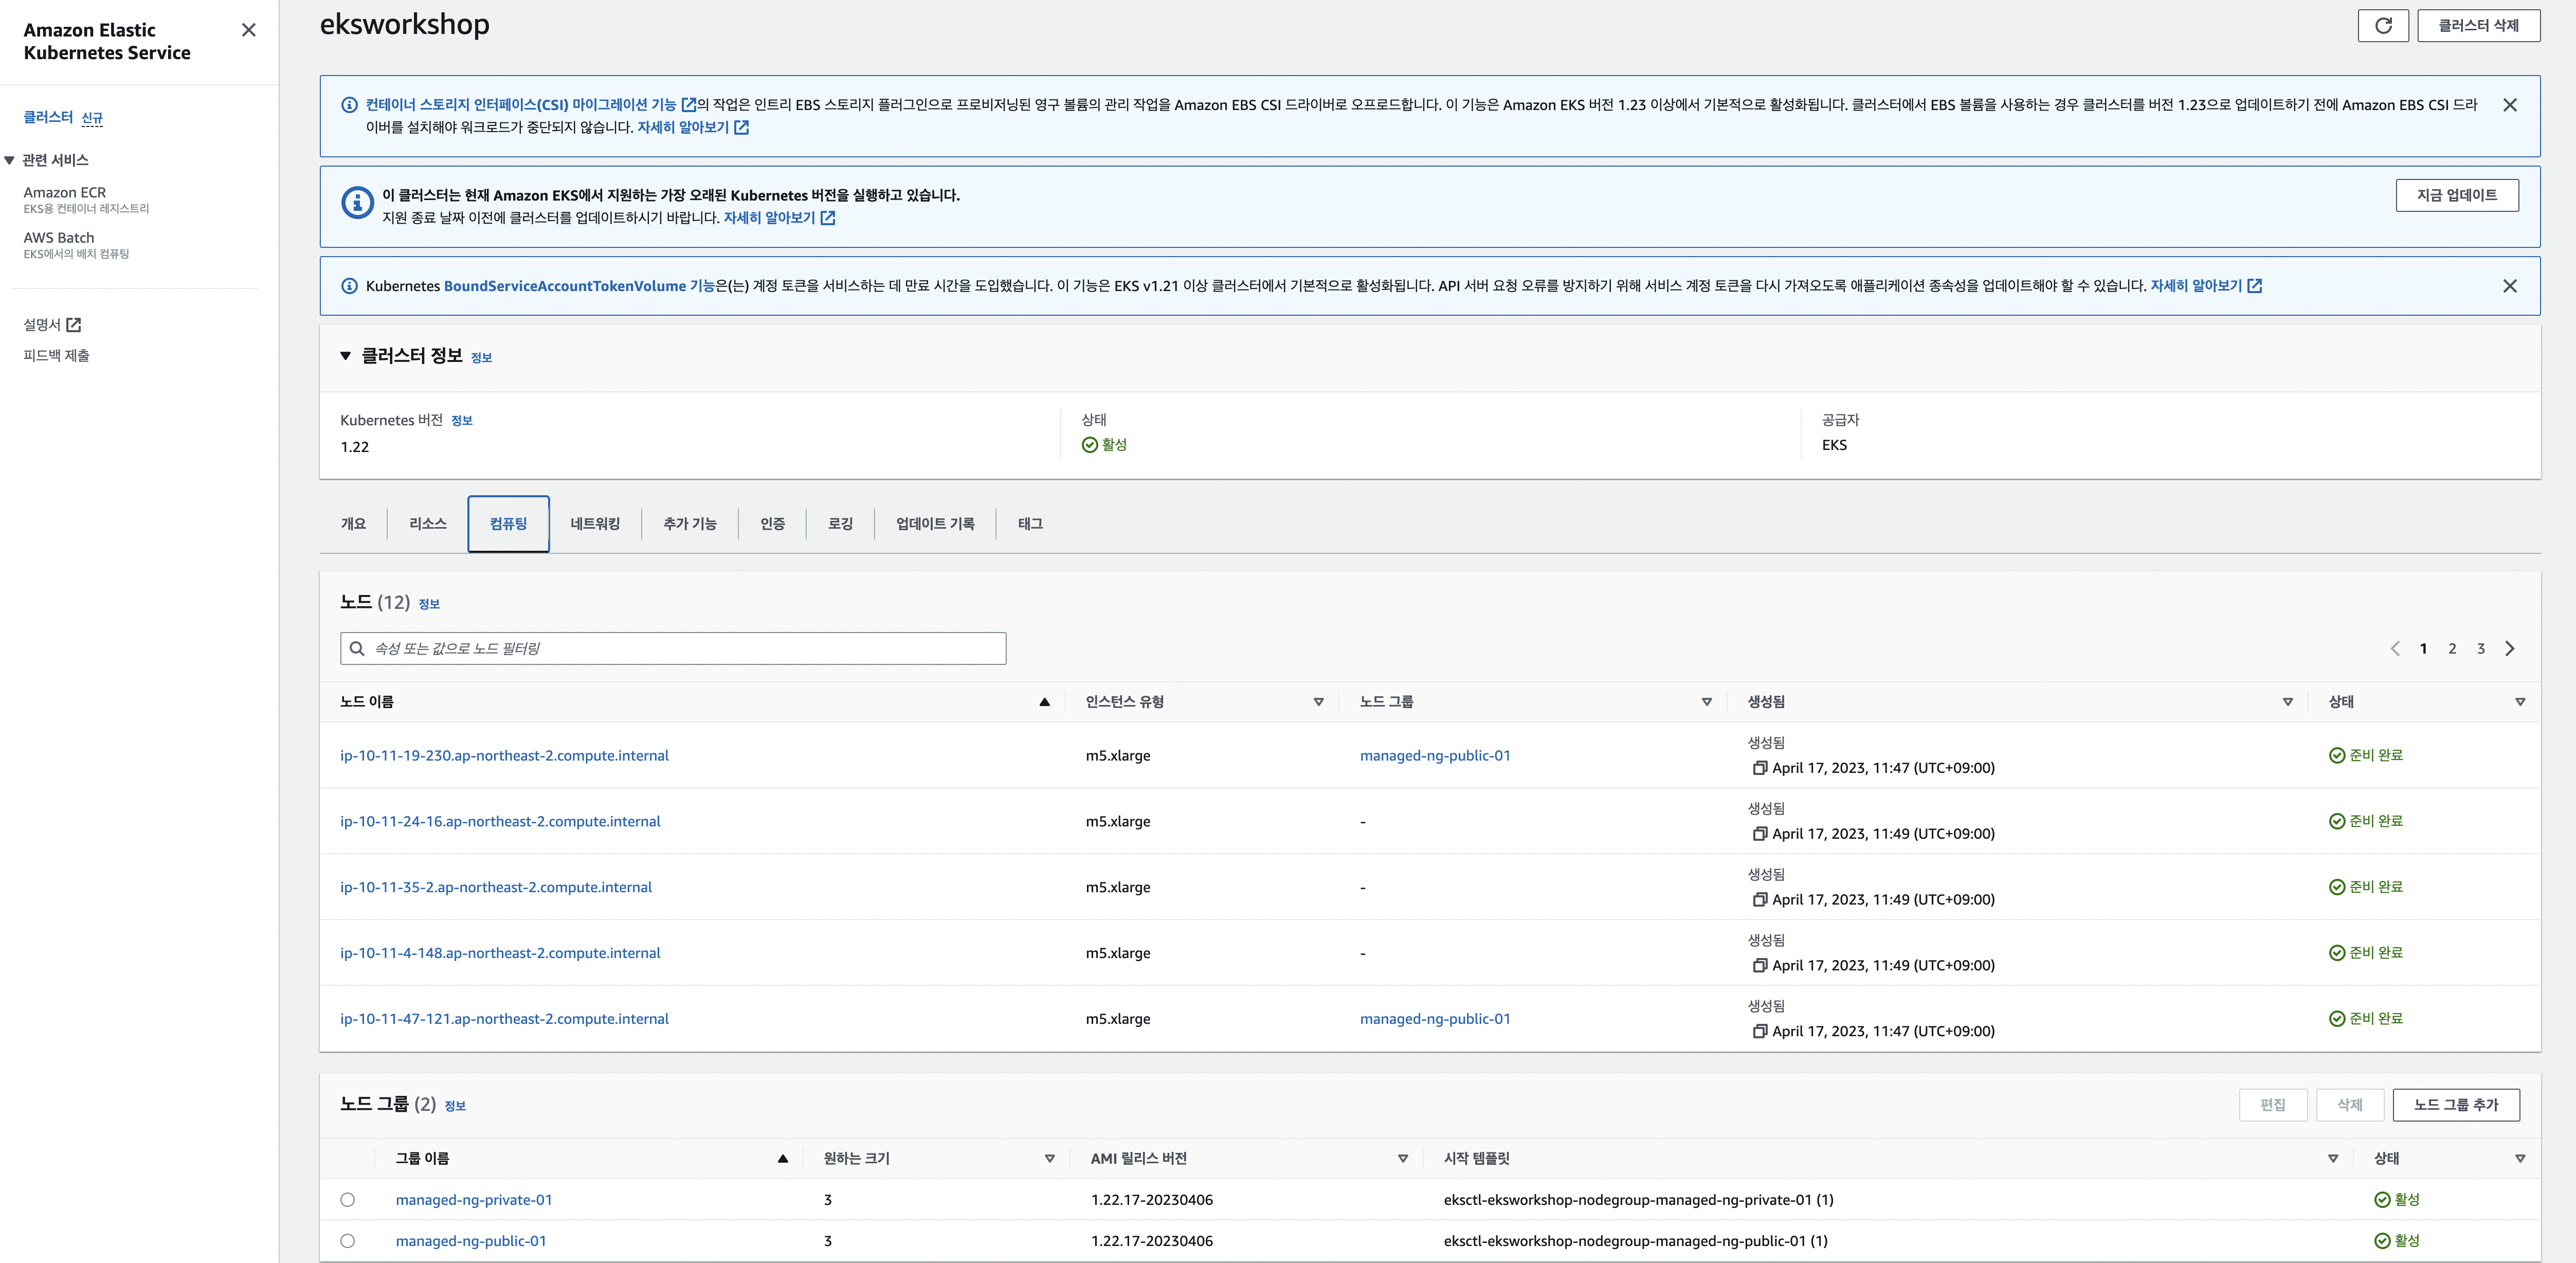 Amazon Elastic
Kubernetes Service
클러스터 신규
관련 서비스
Amazon ECR
EKS용 컨테이너 레지스트리
AWS Batch
EKS에서의 배치 컴퓨팅
설명서
피드백 제출
eksworkshop
클러스터 삭제
컨테이너 스토리지 인터페이스(CSI) 마이그레이션 기능의 작업은 인트리 EBS 스토리지 플러그인으로 프로비저닝된 영구 볼륨의 관리 작업을 Amazon EBS CSI 드라이버로 오프로드합니다. 이 기능은 Amazon EKS 버전 1.23 이상에서 기본적으로 활성화됩니다. 클러스터에서 EBS 볼륨을 사용하는 경우 클러스터를 버전 1.23으로 업데이트하기 전에 Amazon EBS CSI 드라
이버를 설치해야 워크로드가 중단되지 않습니다. 자세히 알아보기
이 클러스터는 현재 Amazon EKS에서 지원하는 가장 오래된 Kubernetes 버전을 실행하고 있습니다.
지금 업데이트
지원 종료 날짜 이전에 클러스터를 업데이트하시기 바랍니다. 자세히 알아보기
Kubernetes BoundServiceAccountTokenVolume 기능은(는) 계정 토큰을 서비스하는 데 만료 시간을 도입했습니다. 이 기능은 EKS v1.21 이상 클러스터에서 기본적으로 활성화됩니다. API 서버 요청 오류를 방지하기 위해 서비스 계정 토큰을 다시 가져오도록 애플리케이션 종속성을 업데이트해야 할 수 있습니다. 자세히 알아보기
클러스터 정보 정보
Kubernetes 버전 정보 상태 공급자
1.22 활성 EKS
개요 리소스 컴퓨팅 네트워킹 추가 기능 인증 로깅 업데이트 기록 태그
노드 (12) 정보
속성 또는 값으로 노드 필터링 1 2 3
노드 이름 인스턴스 유형 노드 그룹 생성됨 상태
생성됨
ip-10-11-19-230.ap-northeast-2.compute.internal m5.xlarge managed-ng-public-01 준비 완료
April 17, 2023, 11:47 (UTC+09:00)
생성됨
ip-10-11-24-16.ap-northeast-2.compute.internal m5.xlarge - 준비 완료
April 17, 2023, 11:49 (UTC+09:00)
생성됨
ip-10-11-35-2.ap-northeast-2.compute.internal m5.xlarge - 준비 완료
April 17, 2023, 11:49 (UTC+09:00)
생성됨
ip-10-11-4-148.ap-northeast-2.compute.internal m5.xlarge - 준비 완료
April 17, 2023, 11:49 (UTC+09:00)
생성됨
ip-10-11-47-121.ap-northeast-2.compute.internal m5.xlarge managed-ng-public-01 준비 완료
April 17, 2023, 11:47 (UTC+09:00)
노드 그룹 (2) 정보 편집 삭제 노드 그룹 추가
그룹 이름 원하는 크기 AMI 릴리스 버전 시작 템플릿 상태
managed-ng-private-01 3 1.22.17-20230406 eksctl-eksworkshop-nodegroup-managed-ng-private-01 (1) 활성
managed-ng-public-01 3 1.22.17-20230406 eksctl-eksworkshop-nodegroup-managed-ng-public-01 (1) 활성